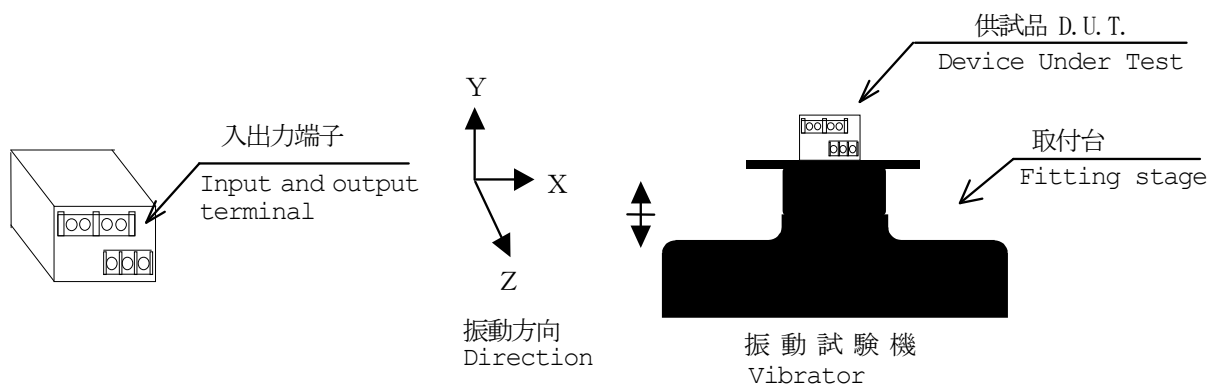 供試品 D.U.T.
Device Under Test
入出力端子
Input and output
terminal
Y
X
Z
取付台
Fitting stage
振動方向
Direction
振動試験機
Vibrator